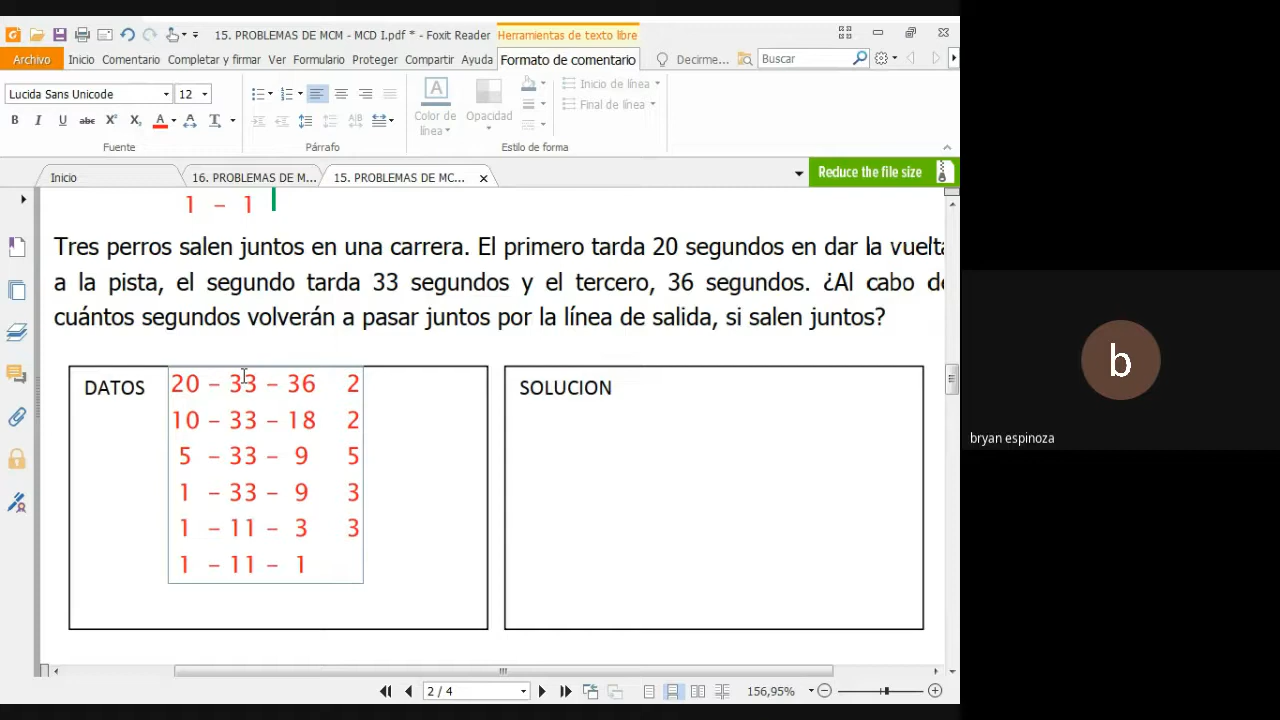 15. PROBLEMAS DE MCM - MCD I.pdf * - Foxit Reader
Herramientas de texto libre
Archivo Inicio Comentario Completar y firma Ver Formulario Proteger Compartir Ayuda Formato de comentario Decirme... Buscar
Lucida Sans Unicode 12
Color de línea Opacidad
Inicio de línea
Final de línea
Fuente Párrafo Estilo de forma
Inicio 16. PROBLEMAS DE M... 15. PROBLEMAS DE MC...
Reduce the file size
1 - 1
Tres perros salen juntos en una carrera. El primero tarda 20 segundos en dar la vuelta
a la pista, el segundo tarda 33 segundos y el tercero, 36 segundos. ¿Al cabo de
cuántos segundos volverán a pasar juntos por la línea de salida, si salen juntos?
DATOS
20 - 33 - 36 2
10 - 33 - 18 2
5 - 33 - 9 5
1 - 33 - 9 3
1 - 11 - 3 3
1 - 11 - 1
SOLUCION
b
bryan espinoza
2 / 4
156,95%